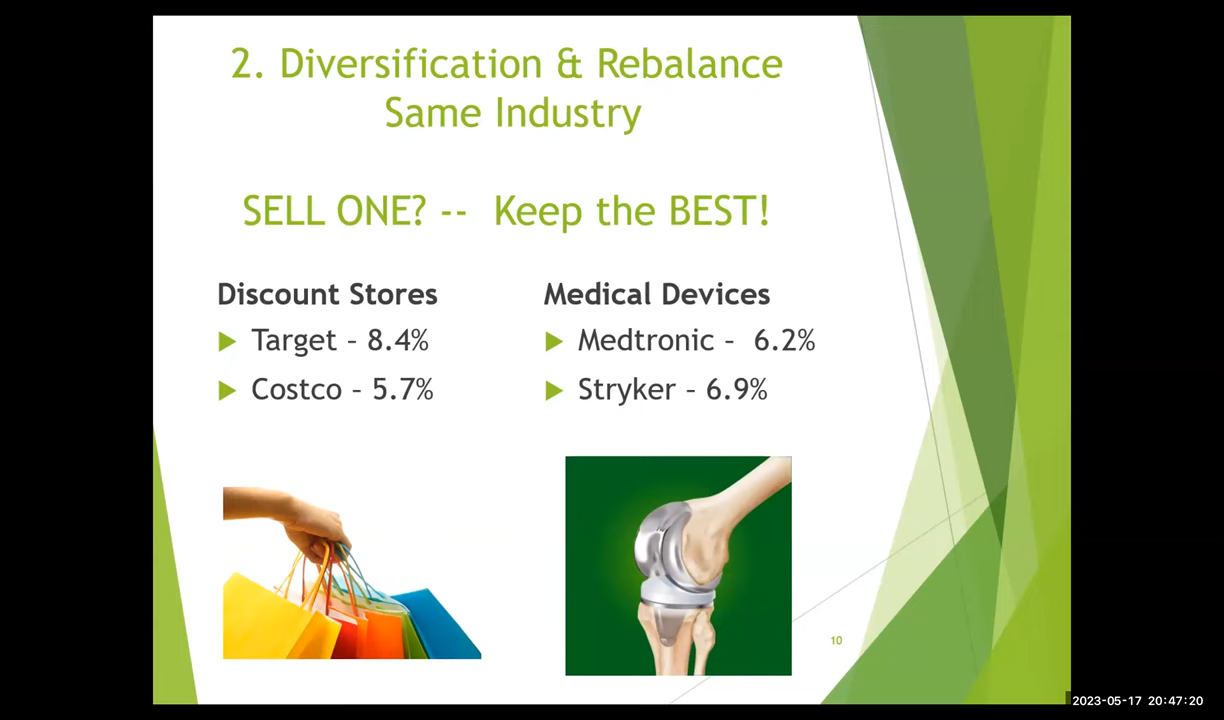 2. Diversification & Rebalance
Same Industry
SELL ONE? -- Keep the BEST!
Discount Stores
Target – 8.4%
Costco – 5.7%
Medical Devices
Medtronic – 6.2%
Stryker – 6.9%
10
2023-05-17 20:47:20